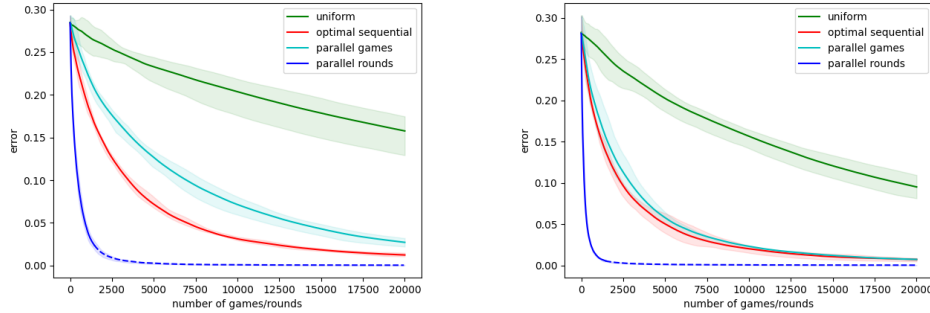 0.30
0.25
0.20
0.15
0.10
0.05
0.00
error
0 2500 5000 7500 10000 12500 15000 17500 20000
number of games/rounds
uniform
optimal sequential
parallel games
parallel rounds
0.30
0.25
0.20
0.15
0.10
0.05
0.00
error
0 2500 5000 7500 10000 12500 15000 17500 20000
number of games/rounds
uniform
optimal sequential
parallel games
parallel rounds